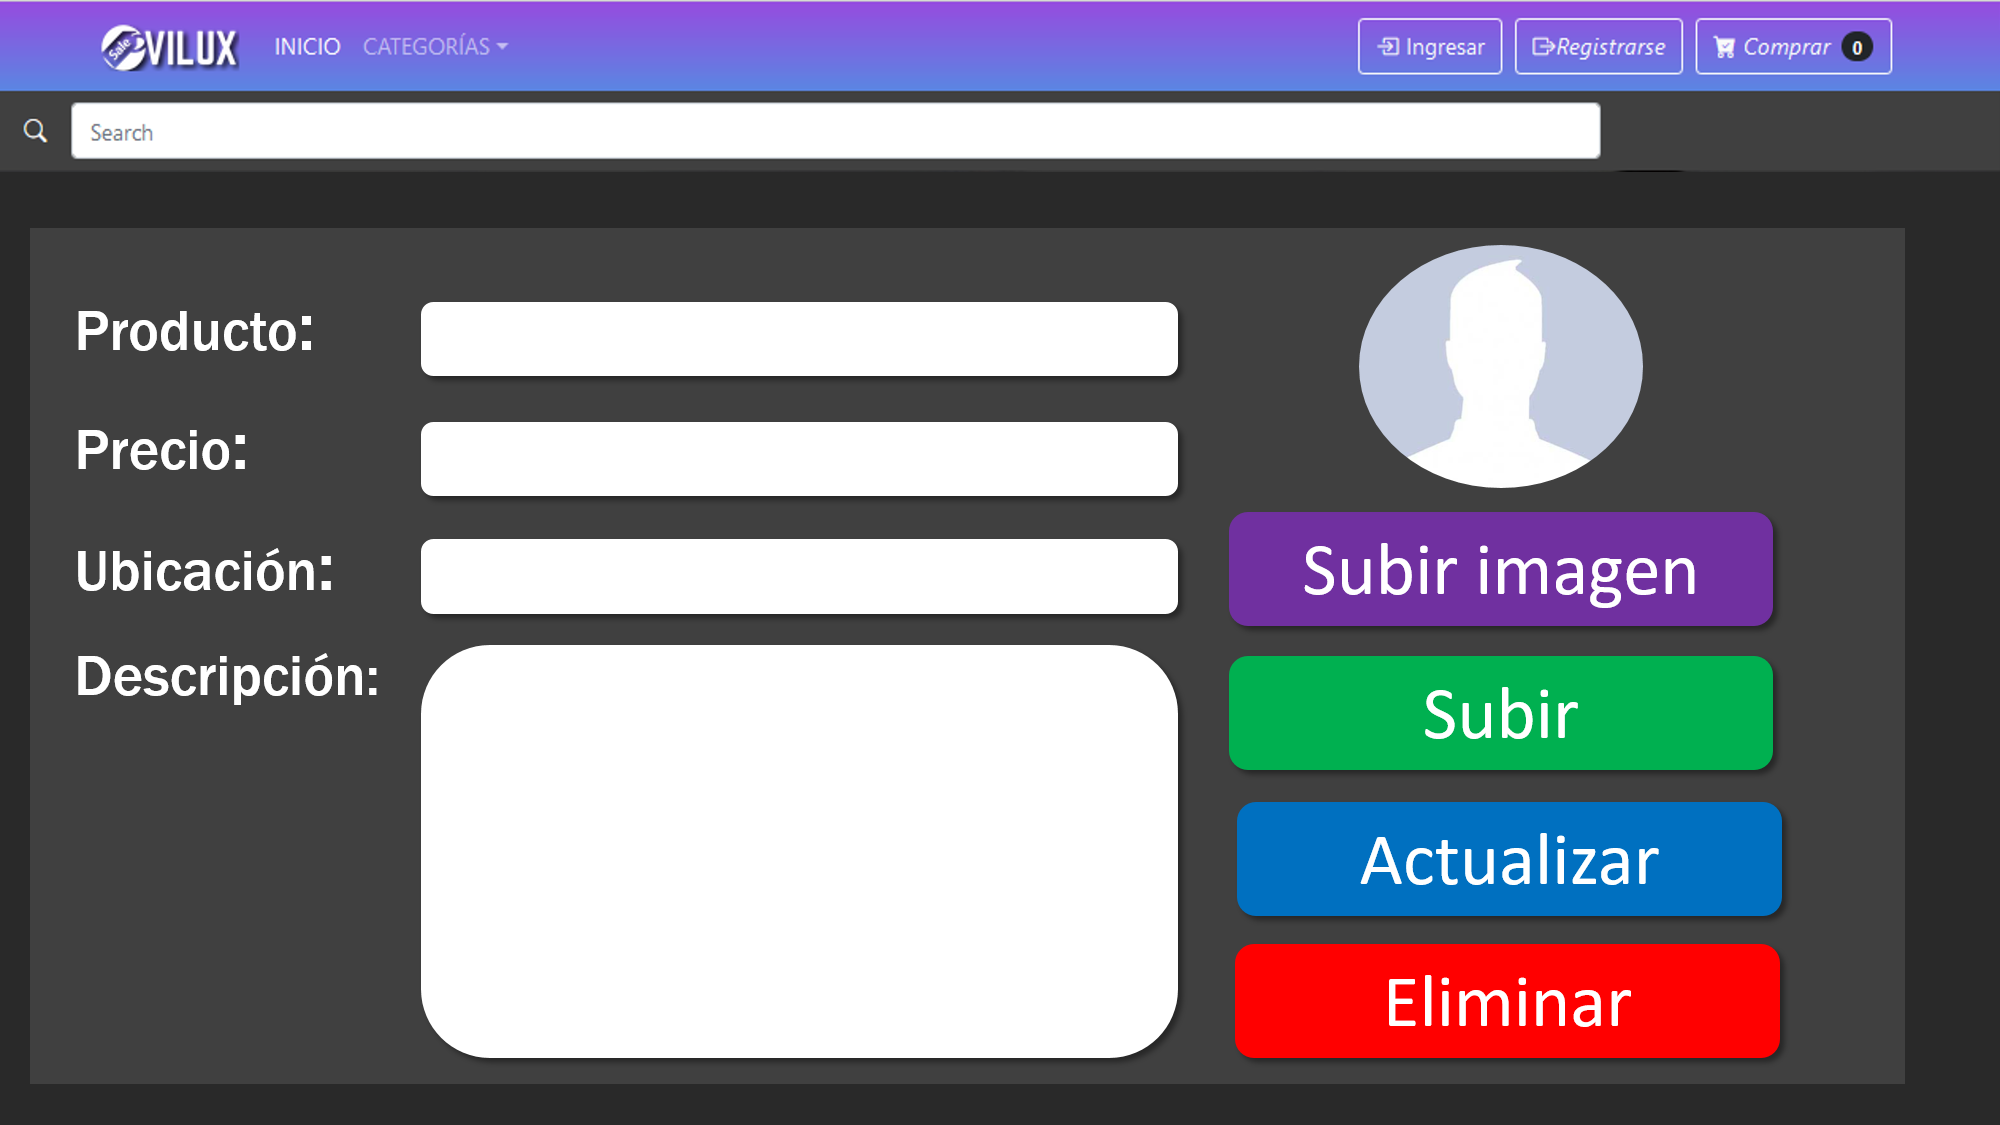 Sale VILUX INICIO CATEGORÍAS Ingresar Registrarse Comprar 0
Search
Producto:
Precio:
Ubicación:
Descripción:
Subir imagen
Subir
Actualizar
Eliminar